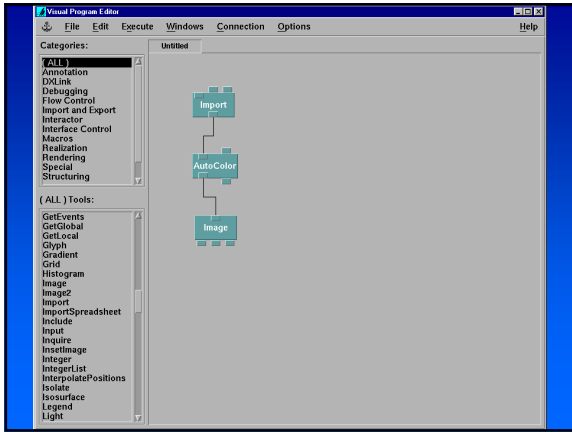 Visual Program Editor
File Edit Execute Windows Connection Options Help
Categories:
( ALL )
Annotation
DXLink
Debugging
Flow Control
Import and Export
Interactor
Interface Control
Macros
Realization
Rendering
Special
Structuring
( ALL ) Tools:
GetEvents
GetGlobal
GetLocal
Glyph
Gradient
Grid
Histogram
Image
Image2
Import
ImportSpreadsheet
Include
Input
Inquire
InsetImage
Integer
IntegerList
InterpolatePositions
Isolate
Isosurface
Legend
Light
Untitled
Import
AutoColor
Image